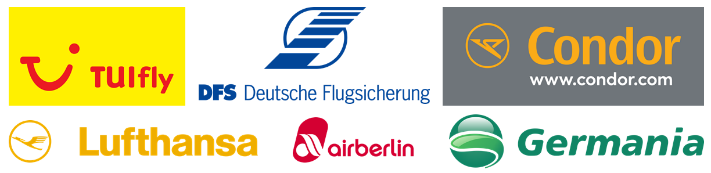 TUIfly
DFS Deutsche Flugsicherung
Condor
www.condor.com
Lufthansa
airberlin
Germania